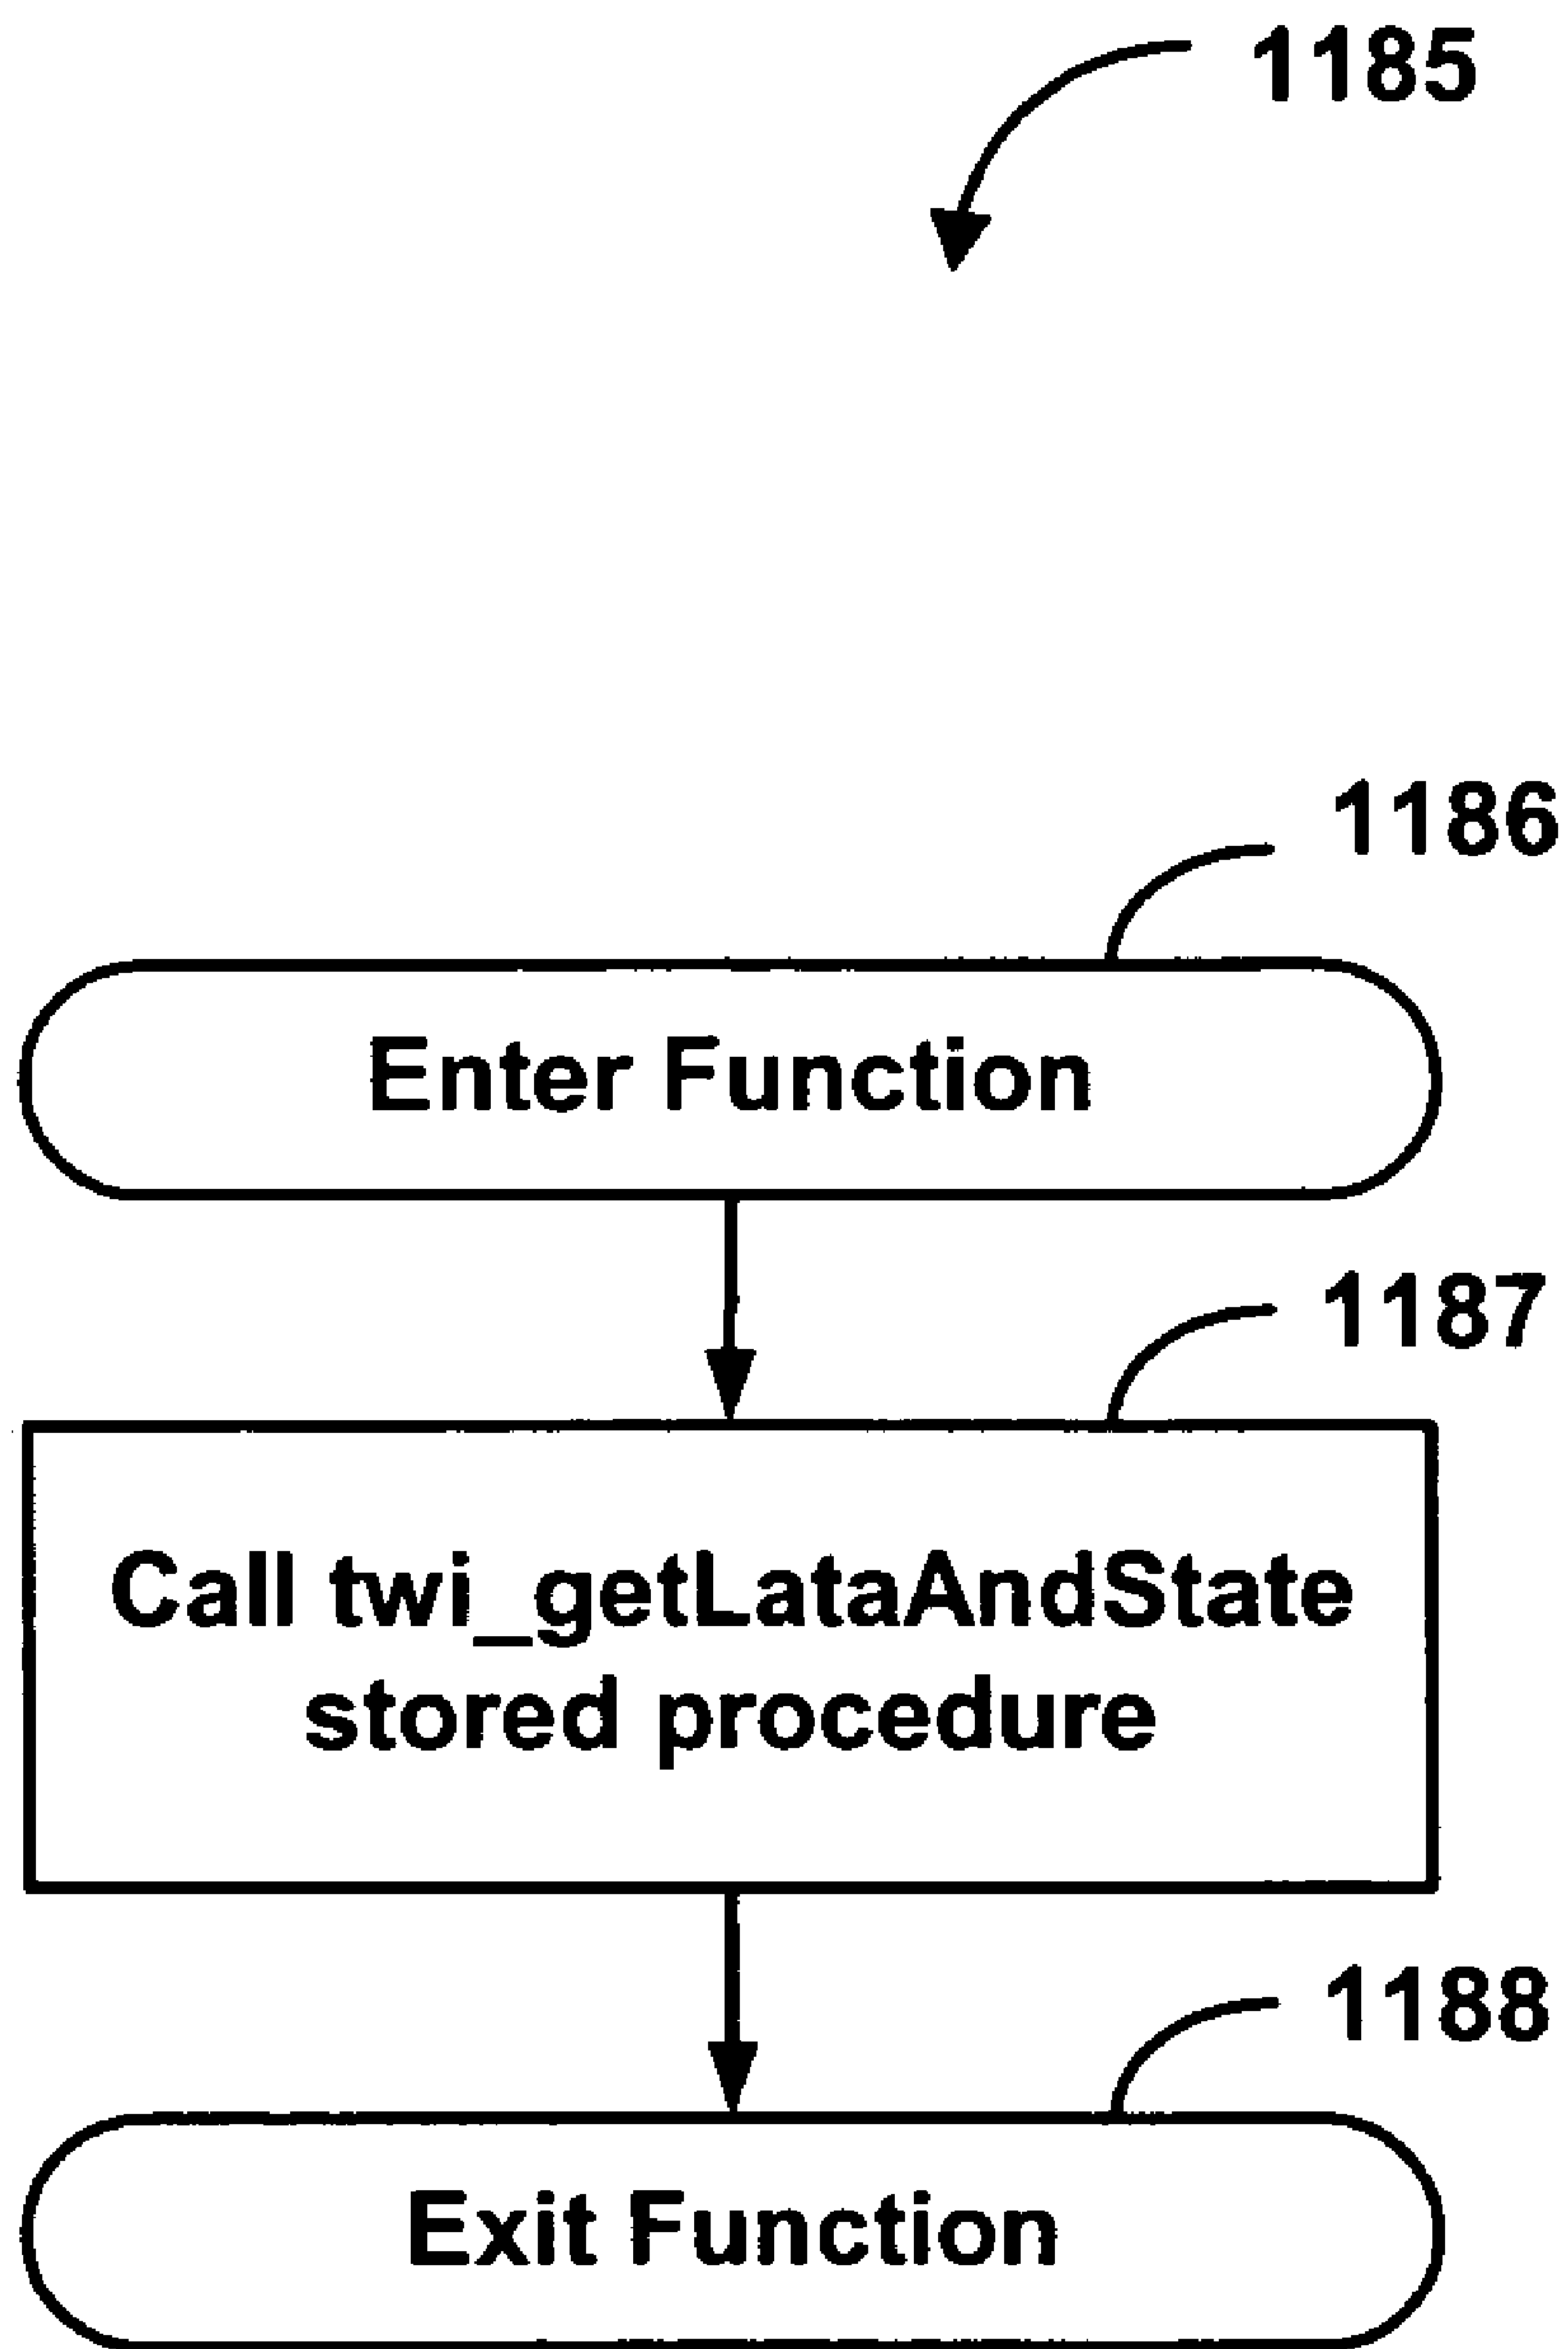 1185
1186
Enter Function
1187
Call twi_getLataAndState
stored procedure
1188
Exit Function